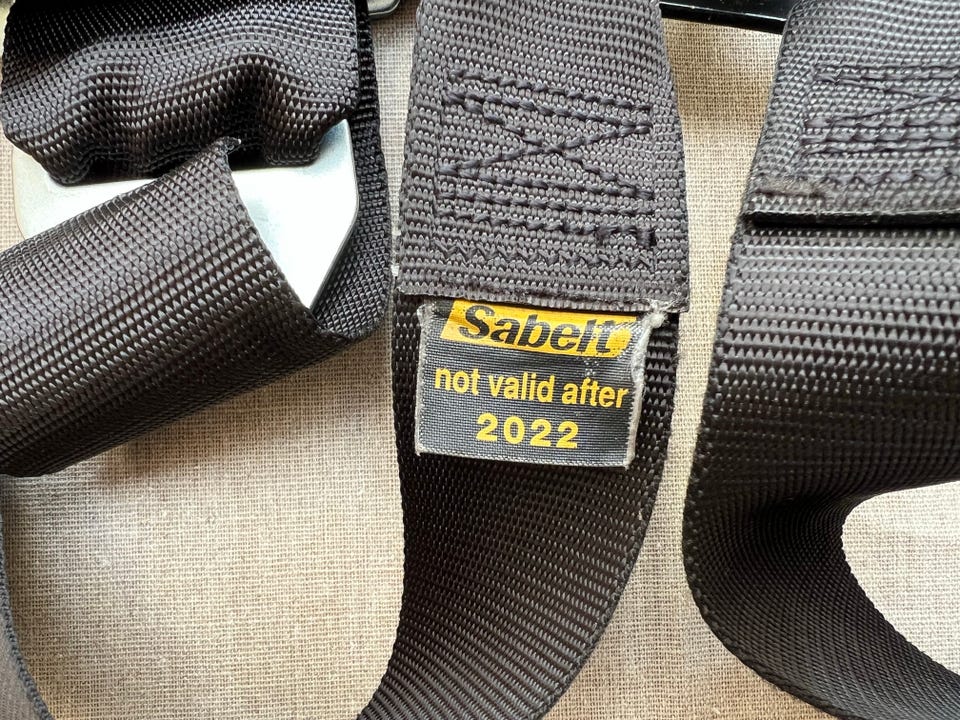 Sabelt
not valid after
2022